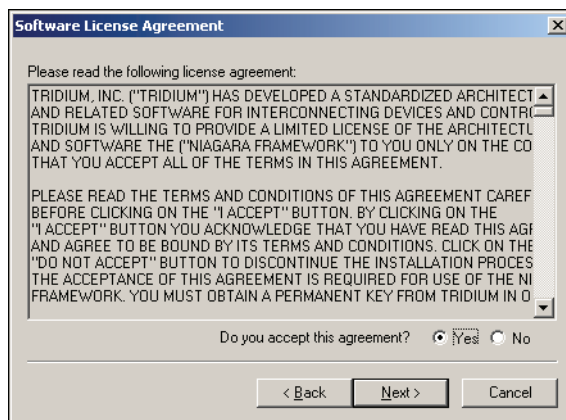 Software License Agreement
Please read the following license agreement:
TRIDIUM, INC. ("TRIDIUM") HAS DEVELOPED A STANDARDIZED ARCHITECT
AND RELATED SOFTWARE FOR INTERCONNECTING DEVICES AND CONTR
TRIDIUM IS WILLING TO PROVIDE A LIMITED LICENSE OF THE ARCHITECTU
AND SOFTWARE THE ("NIAGARA FRAMEWORK") TO YOU ONLY ON THE CO
THAT YOU ACCEPT ALL OF THE TERMS IN THIS AGREEMENT.
PLEASE READ THE TERMS AND CONDITIONS OF THIS AGREEMENT CAREF
BEFORE CLICKING ON THE "I ACCEPT" BUTTON. BY CLICKING ON THE
"I ACCEPT" BUTTON YOU ACKNOWLEDGE THAT YOU HAVE READ THIS AGR
AND AGREE TO BE BOUND BY ITS TERMS AND CONDITIONS. CLICK ON THE
"DO NOT ACCEPT" BUTTON TO DISCONTINUE THE INSTALLATION PROCES
THE ACCEPTANCE OF THIS AGREEMENT IS REQUIRED FOR USE OF THE NI
FRAMEWORK. YOU MUST OBTAIN A PERMANENT KEY FROM TRIDIUM IN O
Do you accept this agreement? Yes No
< Back Next > Cancel